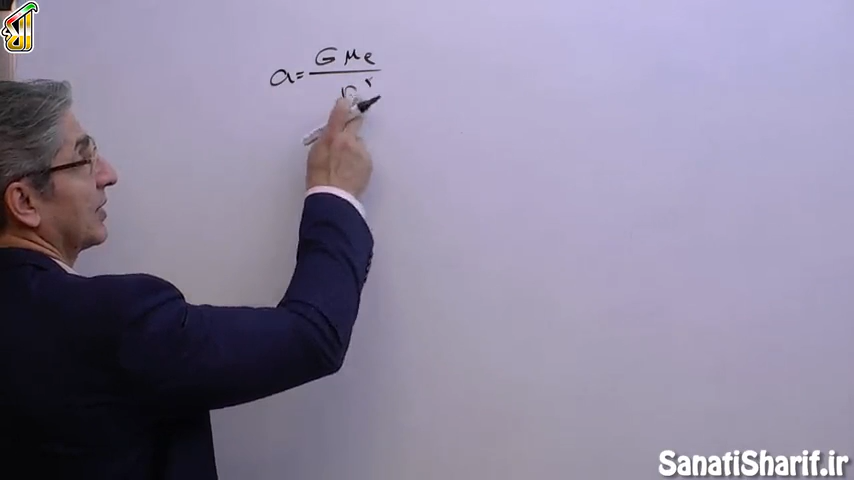 a = G Me / r²
SanatiSharif.ir